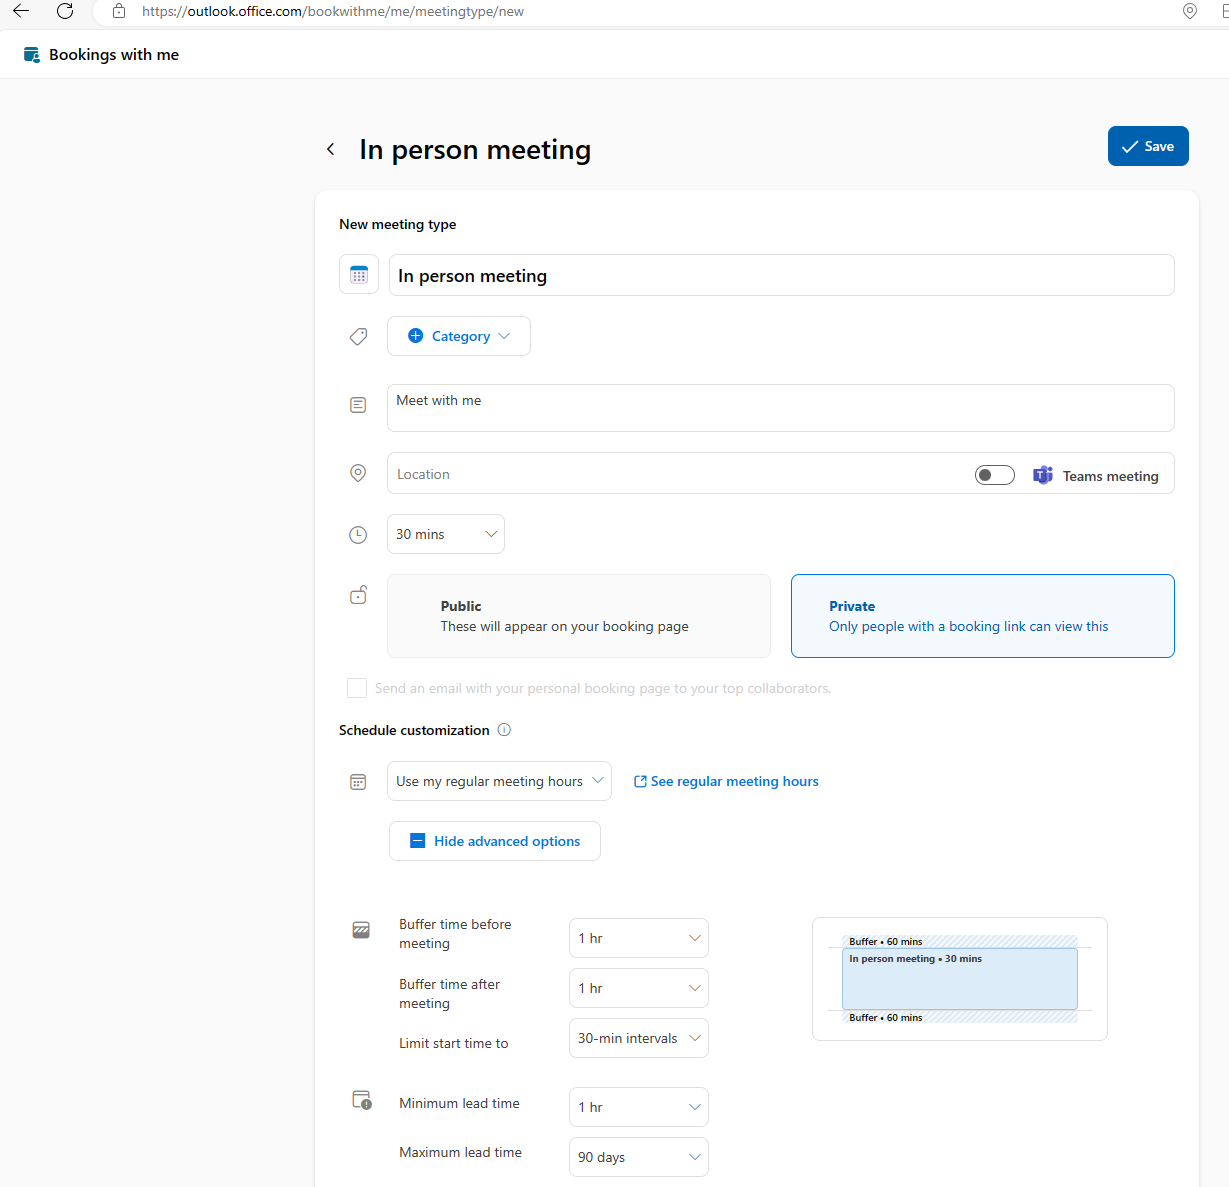 https://outlook.office.com/bookwithme/me/meetingtype/new
Bookings with me
In person meeting
Save
New meeting type
In person meeting
Category
Meet with me
Location
Teams meeting
30 mins
Public
These will appear on your booking page
Private
Only people with a booking link can view this
Send an email with your personal booking page to your top collaborators.
Schedule customization
Use my regular meeting hours
See regular meeting hours
Hide advanced options
Buffer time before
meeting
1 hr
Buffer • 60 mins
In person meeting • 30 mins
Buffer • 60 mins
Buffer time after
meeting
1 hr
Limit start time to
30-min intervals
Minimum lead time
1 hr
Maximum lead time
90 days